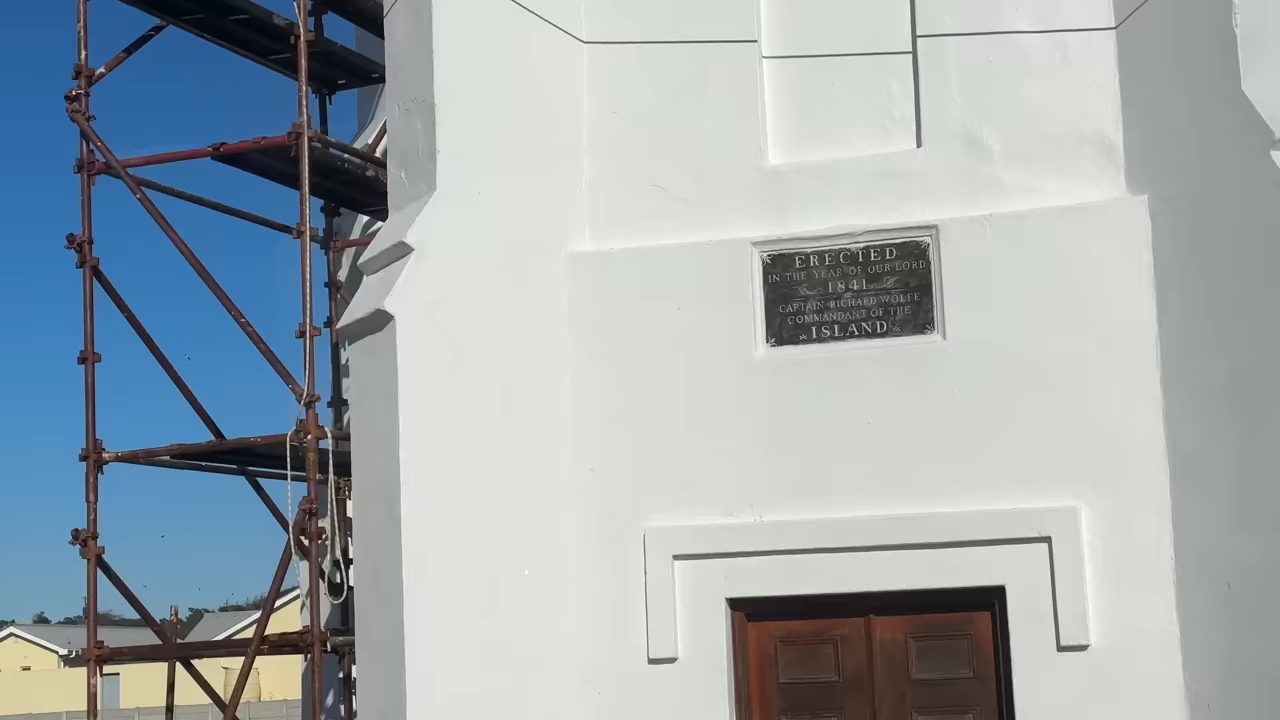 ERECTED
IN THE YEAR OF OUR LORD
1841
CAPTAIN RICHARD WOLFE
COMMANDANT OF THE
ISLAND